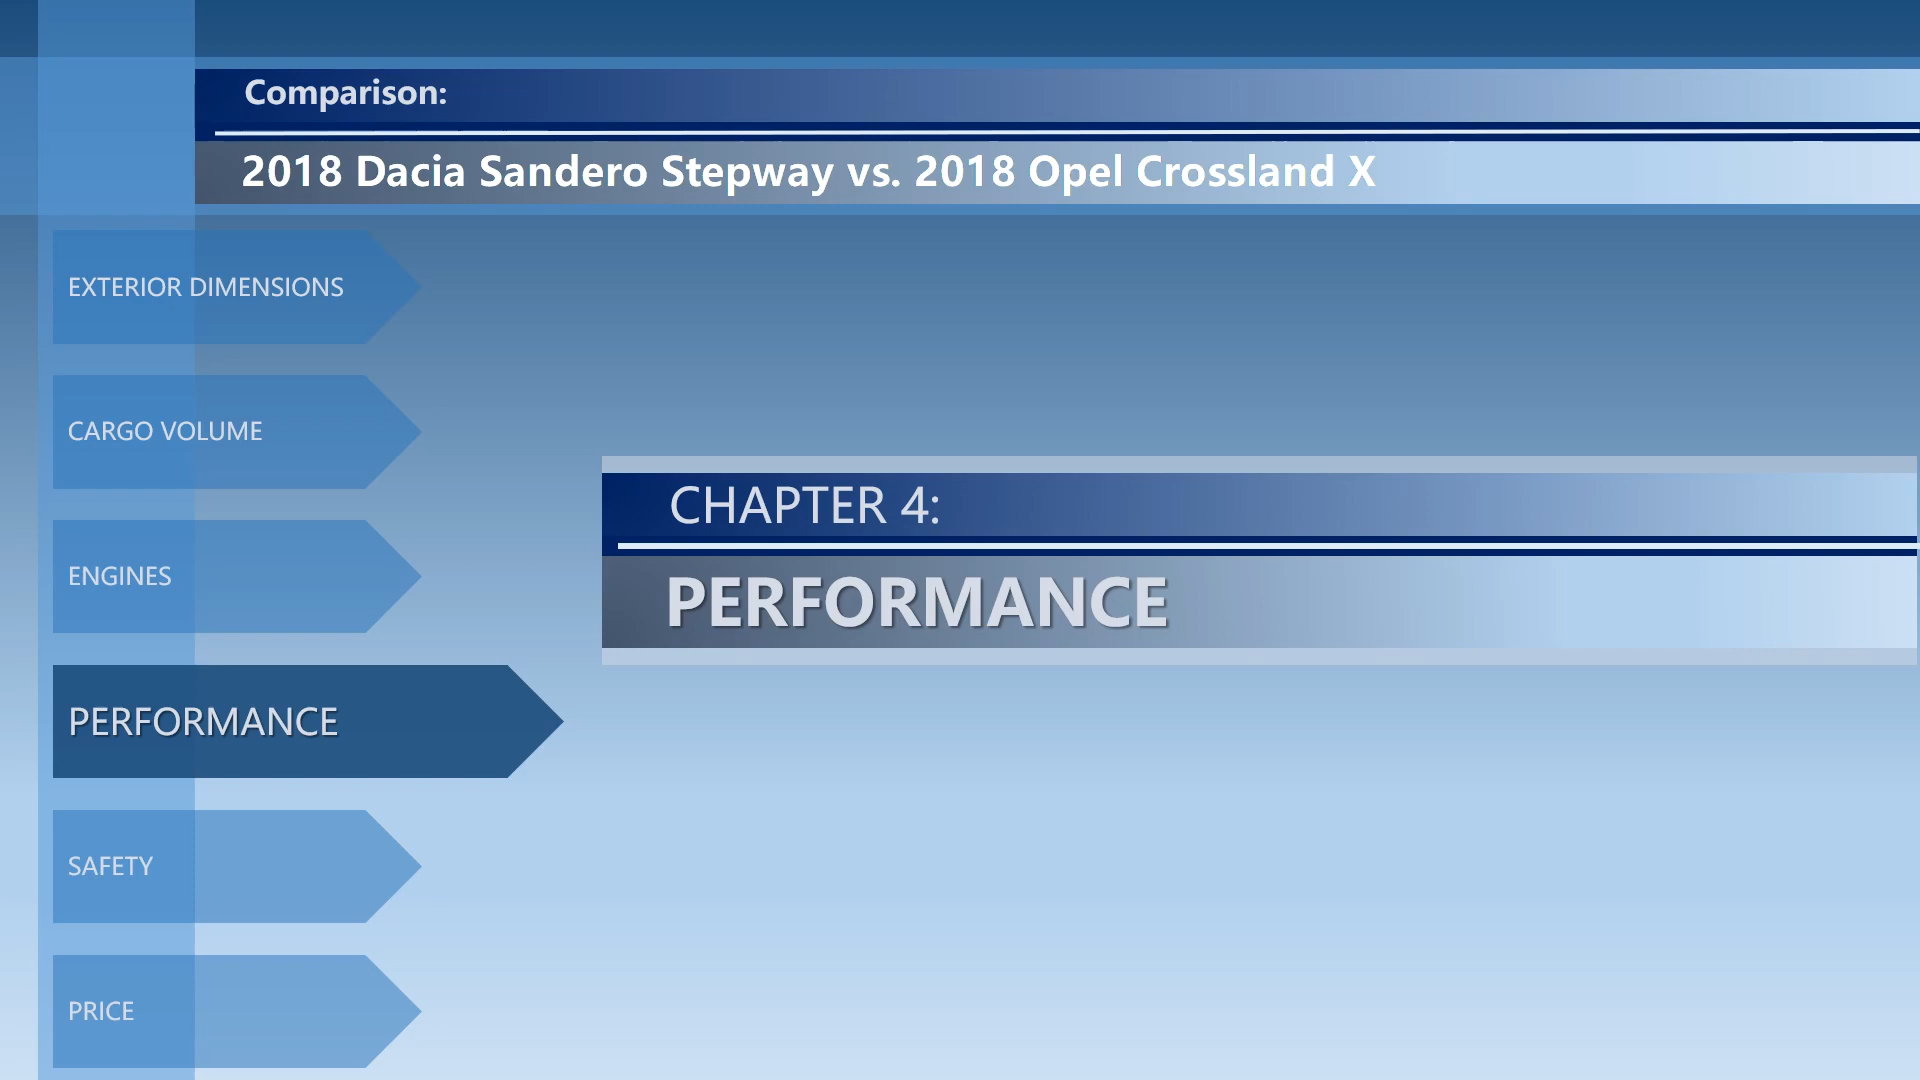 Comparison:
2018 Dacia Sandero Stepway vs. 2018 Opel Crossland X
EXTERIOR DIMENSIONS
CARGO VOLUME
ENGINES
PERFORMANCE
SAFETY
PRICE
CHAPTER 4:
PERFORMANCE